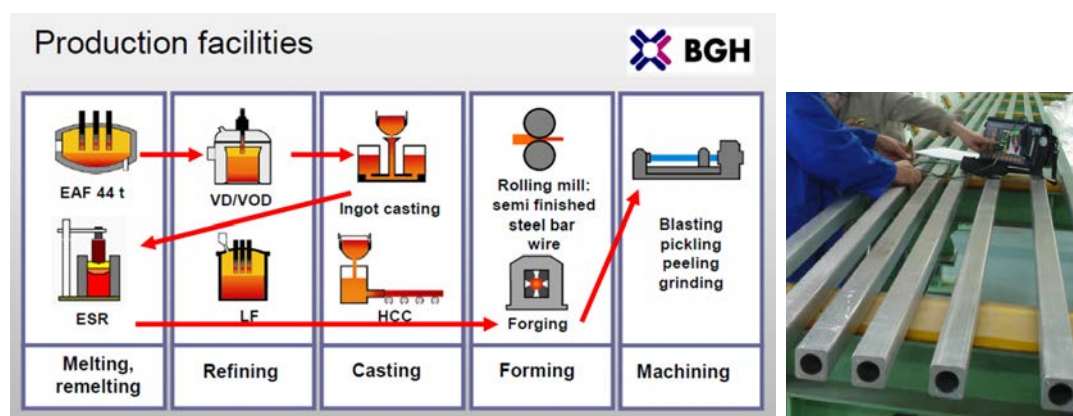 Production facilities
BGH
EAF 44 t
ESR
Melting,
remelting
VD/VOD
LF
Refining
Ingot casting
HCC
Casting
Rolling mill:
semi finished
steel bar
wire
Forging
Forming
Blasting
pickling
peeling
grinding
Machining